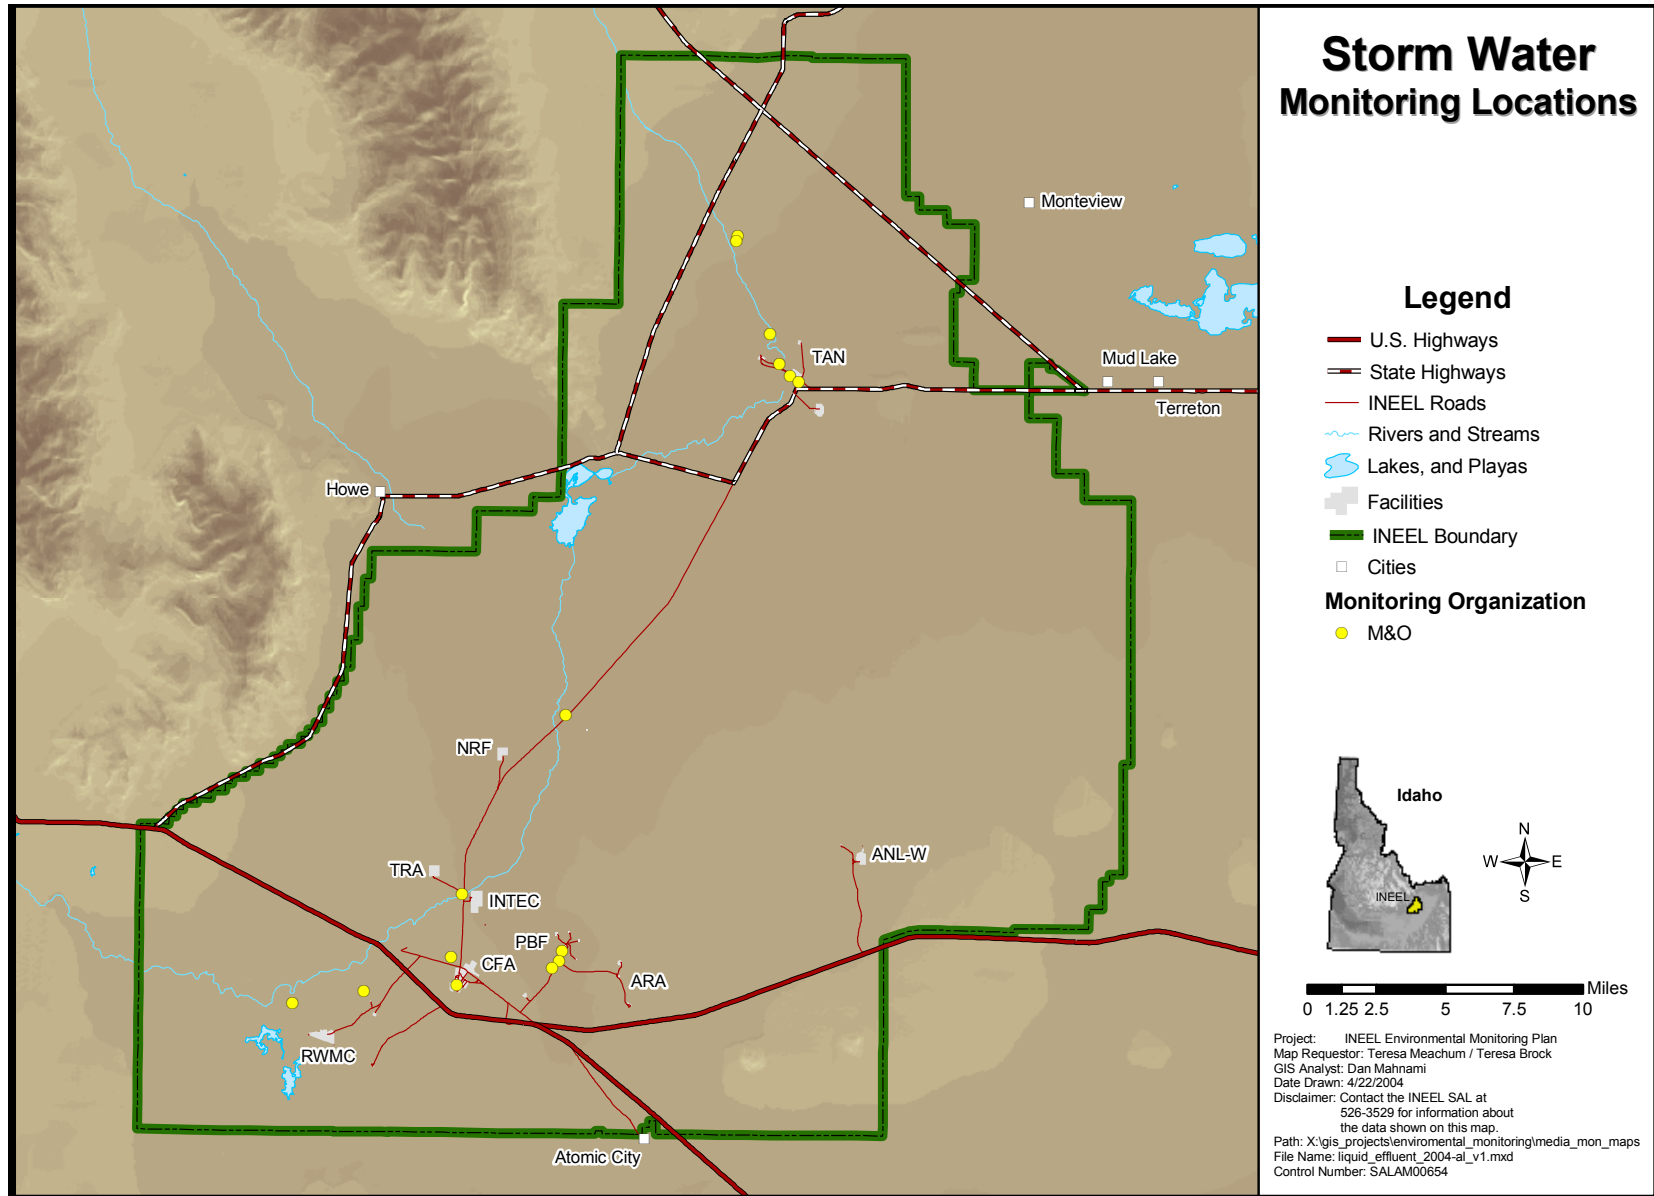 Storm Water
Monitoring Locations
Monteview
TAN
Mud Lake
Terreton
Howe
NRF
TRA
INTEC
ANL-W
PBF
CFA
ARA
RWMC
Atomic City
Legend
U.S. Highways
State Highways
INEEL Roads
Rivers and Streams
Lakes, and Playas
Facilities
INEEL Boundary
Cities
Monitoring Organization
M&O
Idaho
INEEL
N
W E
S
Miles
0 1.25 2.5 5 7.5 10
Project: INEEL Environmental Monitoring Plan
Map Requestor: Teresa Meachum / Teresa Brock
GIS Analyst: Dan Mahnami
Date Drawn: 4/22/2004
Disclaimer: Contact the INEEL SAL at
526-3529 for information about
the data shown on this map.
Path: X:\gis_projects\enviromental_monitoring\media_mon_maps
File Name: liquid_effluent_2004-al_v1.mxd
Control Number: SALAM00654